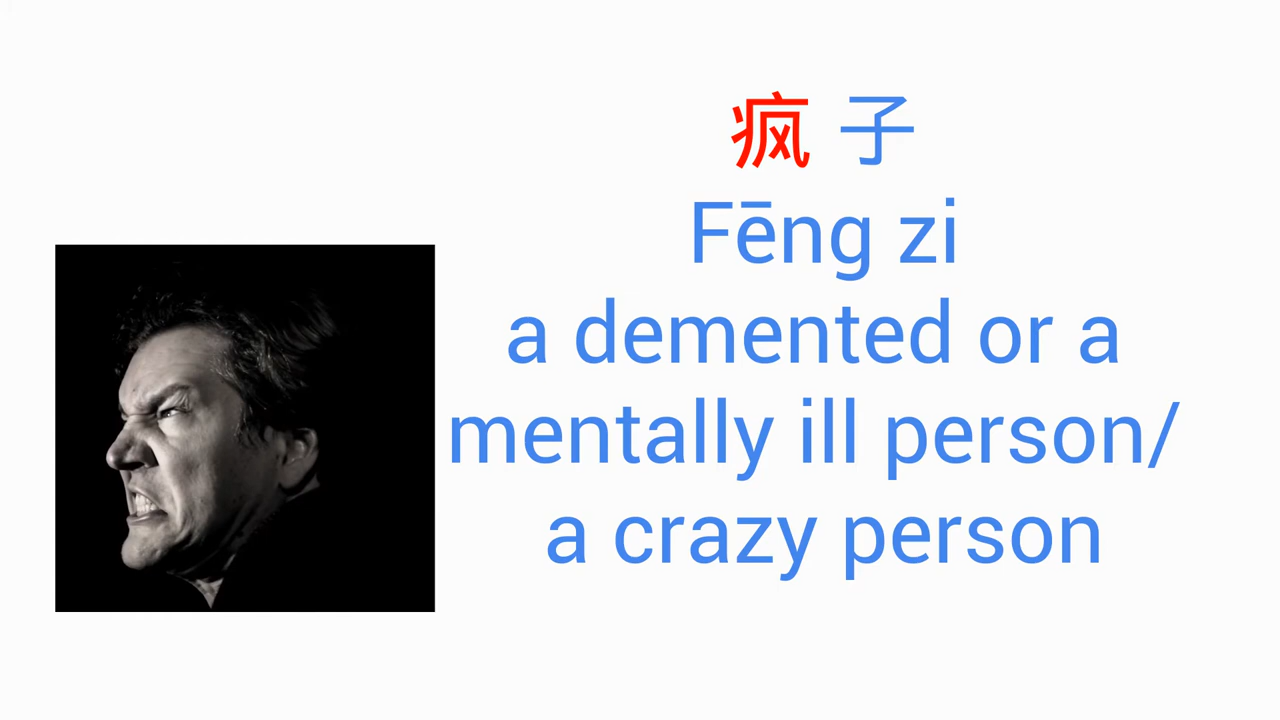 疯 子
Fēng zi
a demented or a
mentally ill person/
a crazy person